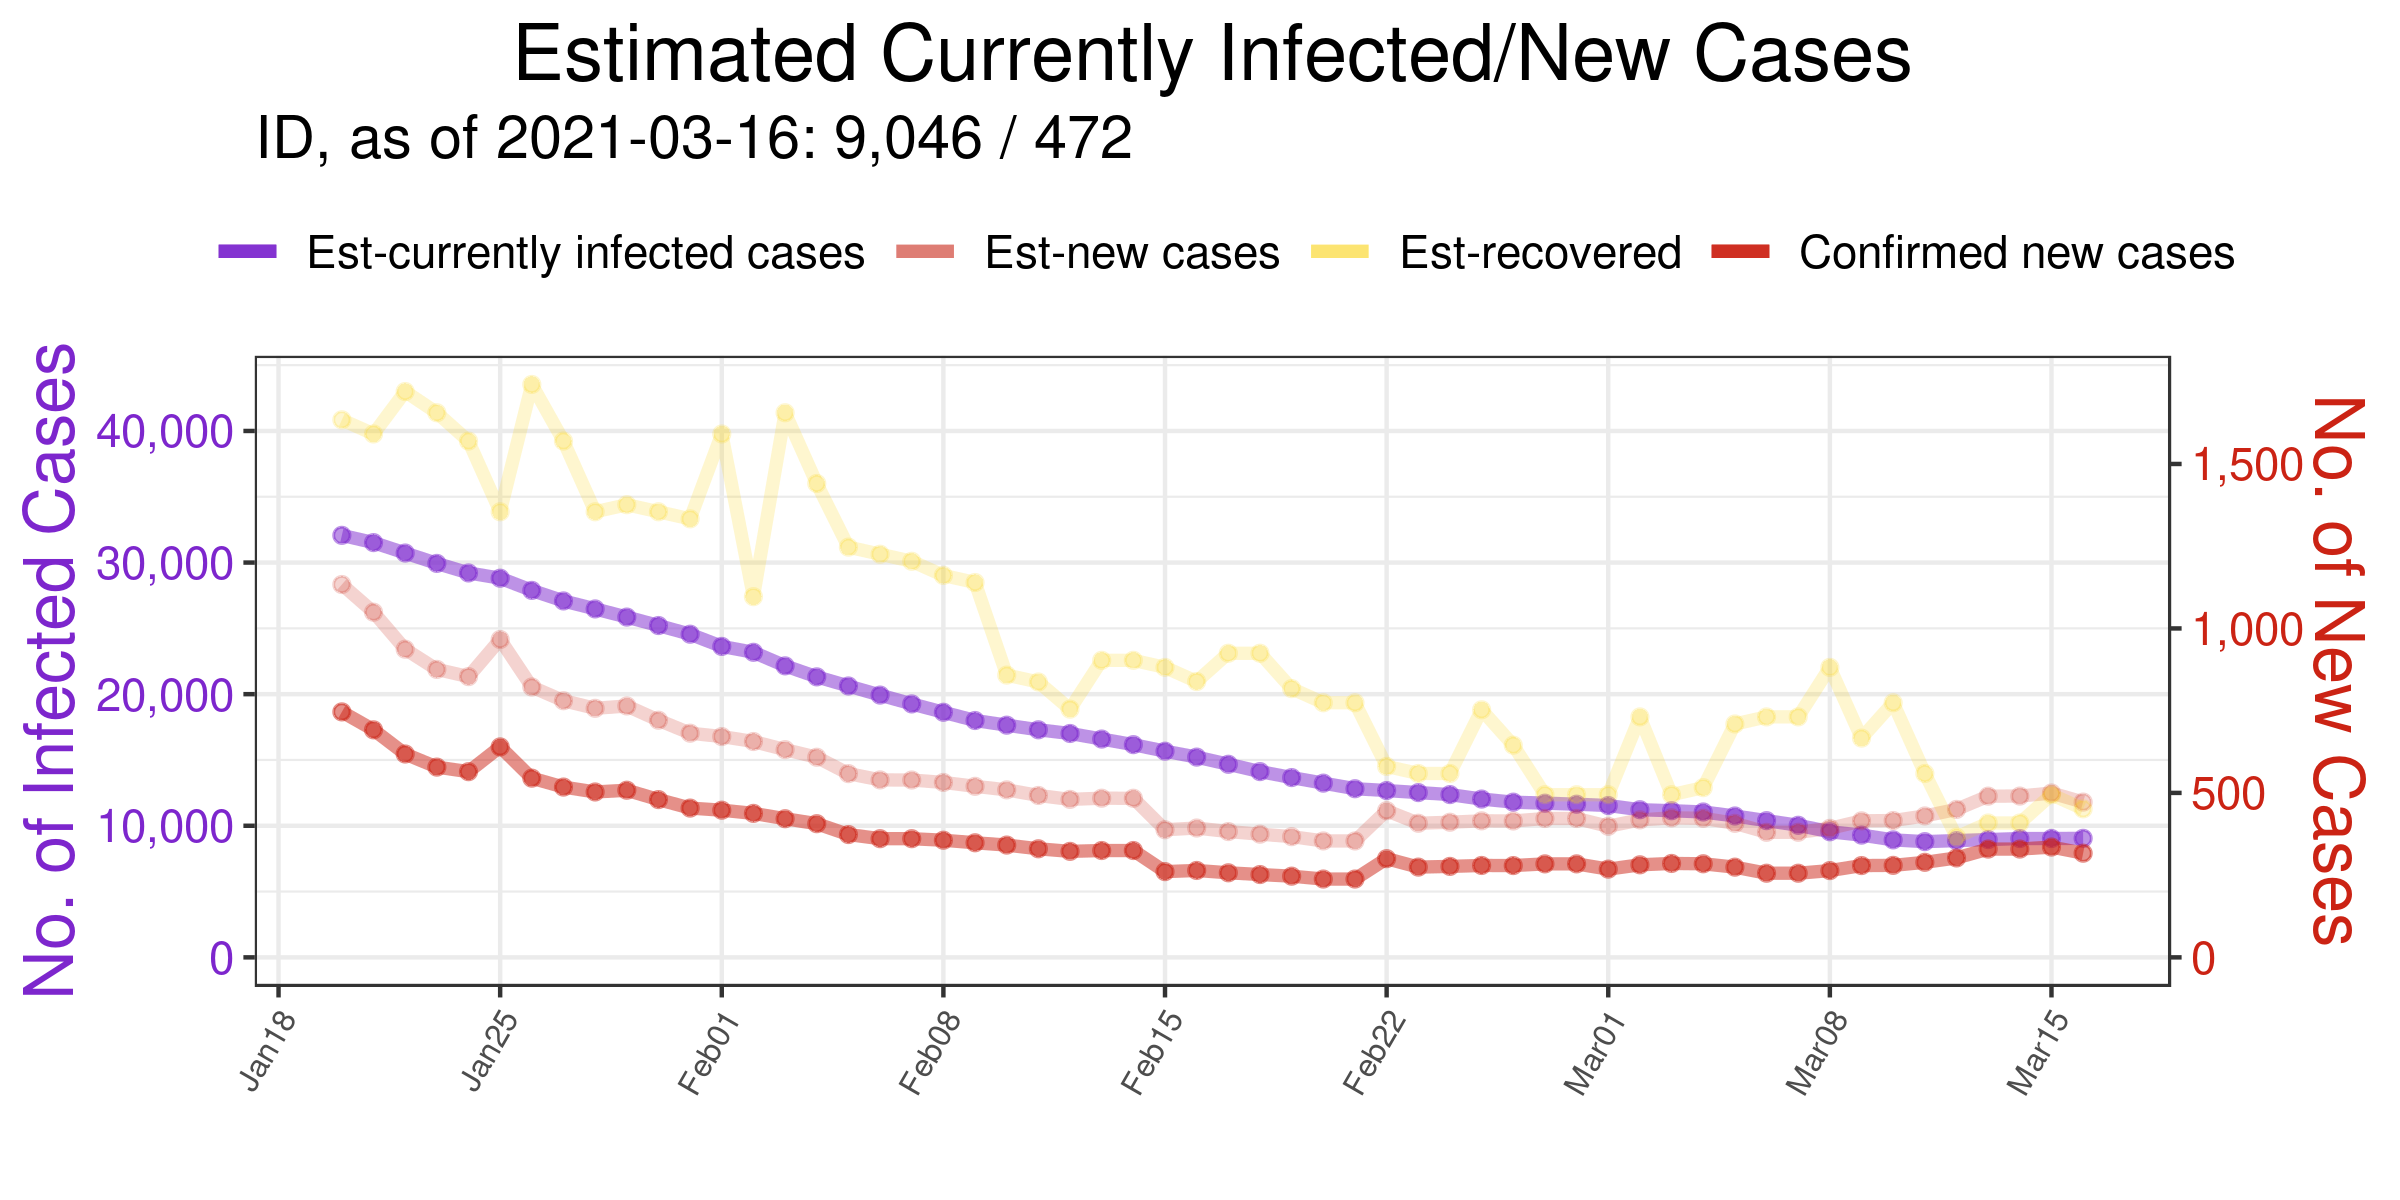 Estimated Currently Infected/New Cases
ID, as of 2021-03-16: 9,046 / 472
Est-currently infected cases Est-new cases Est-recovered Confirmed new cases
No. of Infected Cases
40,000
30,000
20,000
10,000
0
1,500
1,000
500
0
No. of New Cases
Jan18 Jan25 Feb01 Feb08 Feb15 Feb22 Mar01 Mar08 Mar15